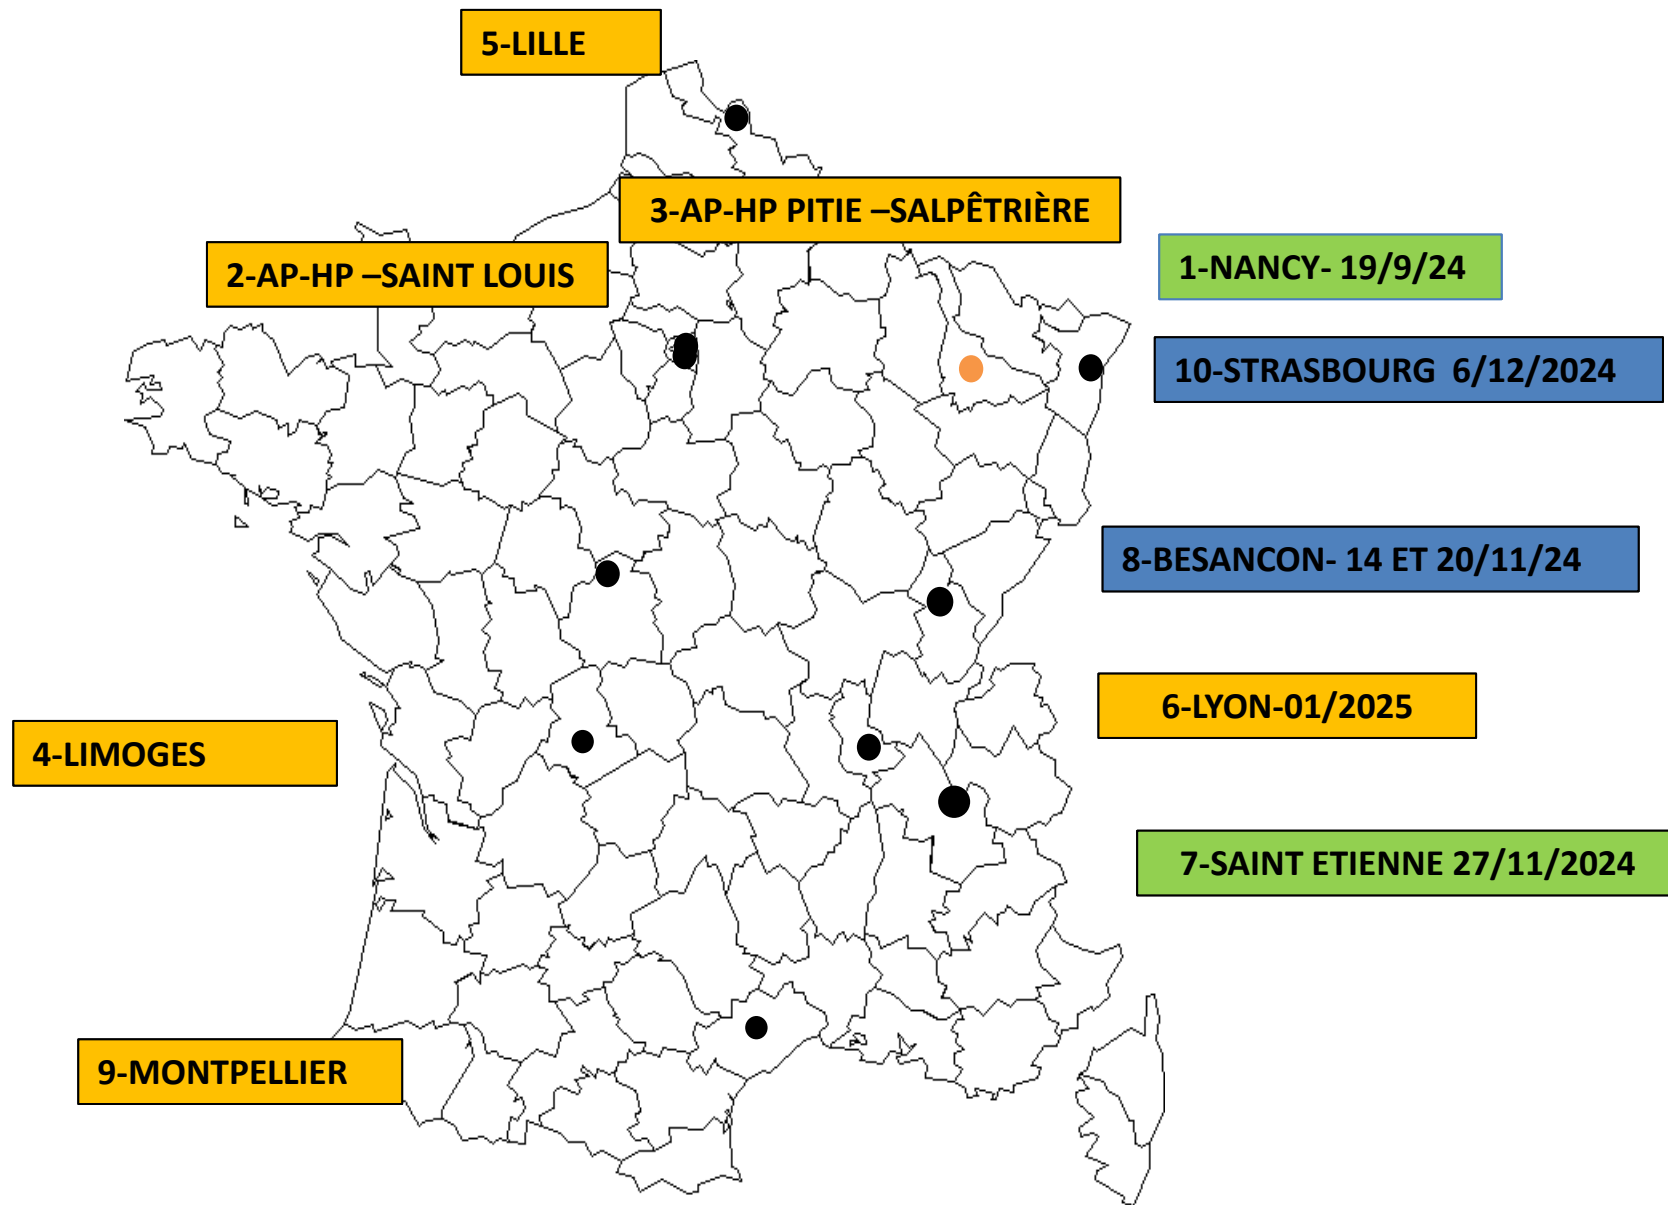 5-LILLE
3-AP-HP PITIE –SALPÊTRIÈRE
2-AP-HP –SAINT LOUIS
1-NANCY- 19/9/24
10-STRASBOURG 6/12/2024
8-BESANCON- 14 ET 20/11/24
6-LYON-01/2025
4-LIMOGES
7-SAINT ETIENNE 27/11/2024
9-MONTPELLIER